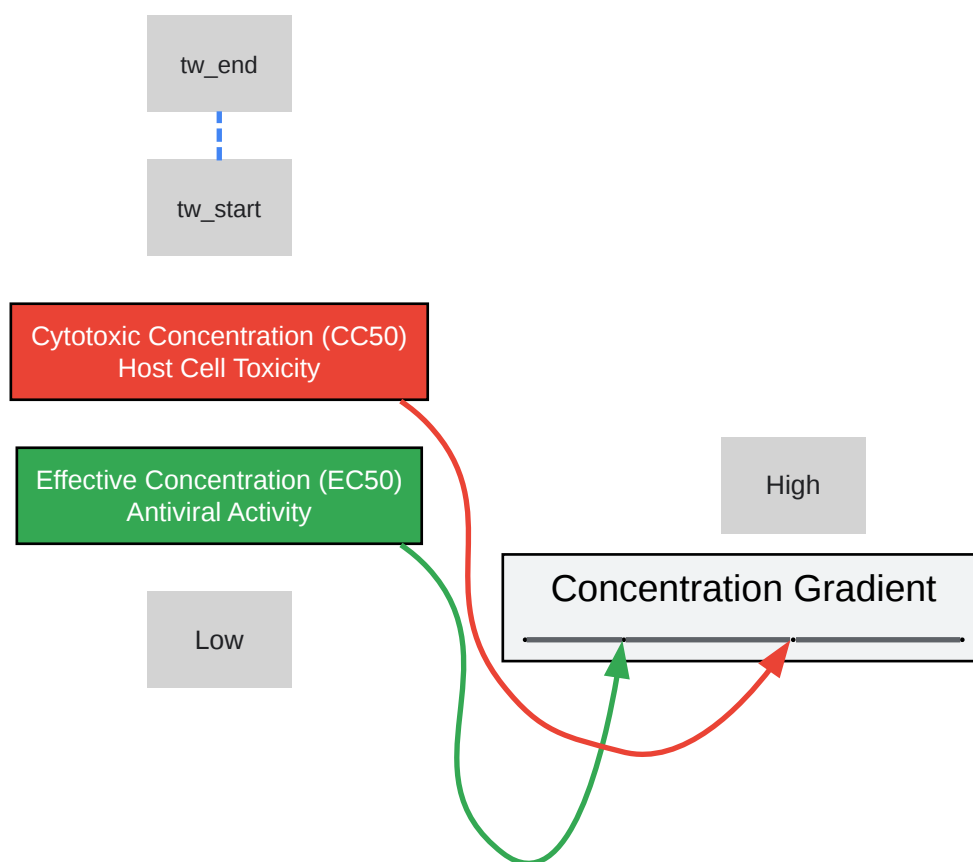 tw_end
tw_start
Cytotoxic Concentration (CC50)
Host Cell Toxicity
Effective Concentration (EC50)
Antiviral Activity
High
Concentration Gradient
Low